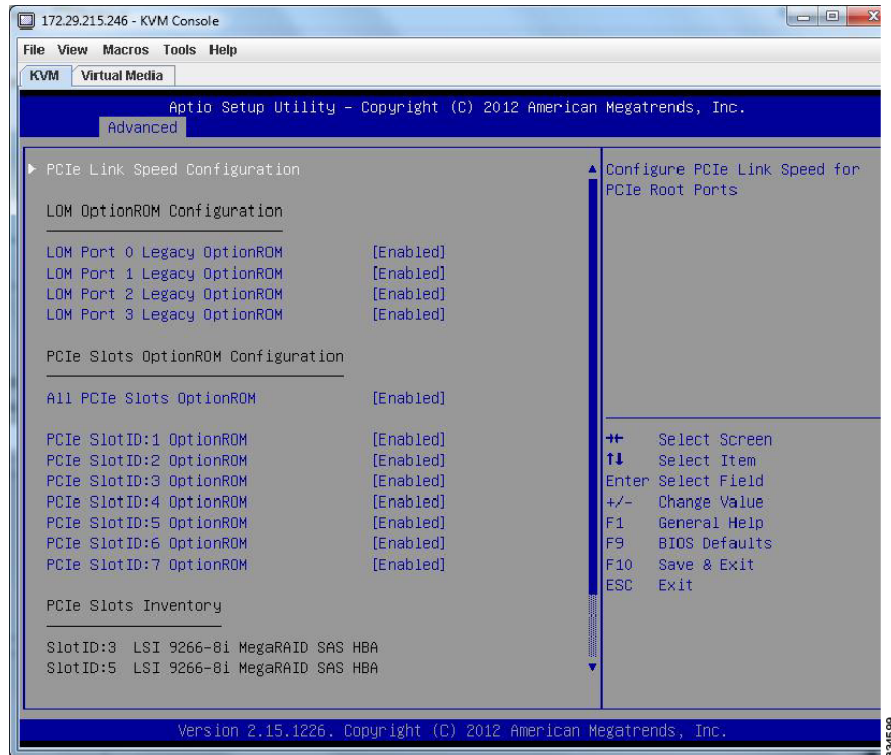 172.29.215.246 - KVM Console
File View Macros Tools Help
KVM Virtual Media
Aptio Setup Utility – Copyright (C) 2012 American Megatrends, Inc.
Advanced
PCIe Link Speed Configuration
LOM OptionROM Configuration
LOM Port 0 Legacy OptionROM [Enabled]
LOM Port 1 Legacy OptionROM [Enabled]
LOM Port 2 Legacy OptionROM [Enabled]
LOM Port 3 Legacy OptionROM [Enabled]
PCIe Slots OptionROM Configuration
All PCIe Slots OptionROM [Enabled]
PCIe SlotID:1 OptionROM [Enabled]
PCIe SlotID:2 OptionROM [Enabled]
PCIe SlotID:3 OptionROM [Enabled]
PCIe SlotID:4 OptionROM [Enabled]
PCIe SlotID:5 OptionROM [Enabled]
PCIe SlotID:6 OptionROM [Enabled]
PCIe SlotID:7 OptionROM [Enabled]
PCIe Slots Inventory
SlotID:3 LSI 9266-8i MegaRAID SAS HBA
SlotID:5 LSI 9266-8i MegaRAID SAS HBA
Configure PCIe Link Speed for
PCIe Root Ports
→← Select Screen
↑↓ Select Item
Enter Select Field
+/- Change Value
F1 General Help
F9 BIOS Defaults
F10 Save & Exit
ESC Exit
Version 2.15.1226. Copyright (C) 2012 American Megatrends, Inc.